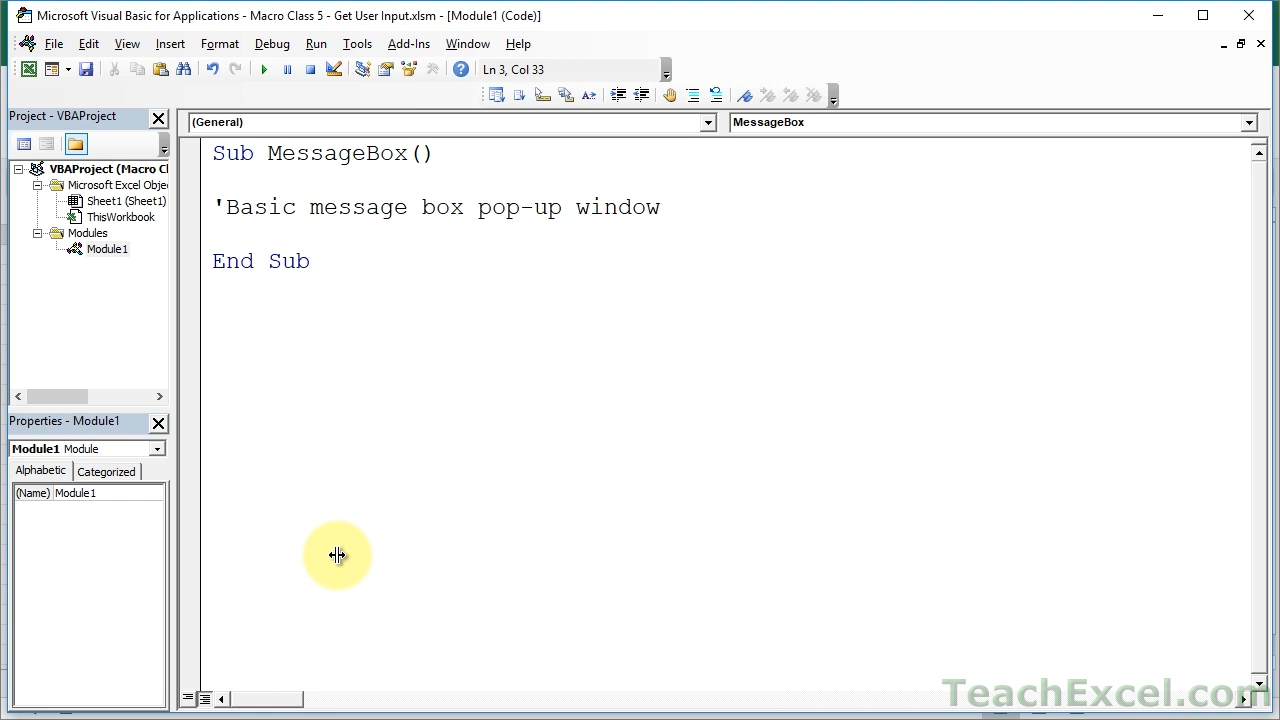 Microsoft Visual Basic for Applications - Macro Class 5 - Get User Input.xlsm - [Module1 (Code)]
File Edit View Insert Format Debug Run Tools Add-Ins Window Help
Ln 3, Col 33
Project - VBAProject
(General)
MessageBox
VBAProject (Macro Cl
Microsoft Excel Obje
Sheet1 (Sheet1)
ThisWorkbook
Modules
Module1
Sub MessageBox()
'Basic message box pop-up window
End Sub
Properties - Module1
Module1 Module
Alphabetic Categorized
(Name) Module1
TeachExcel.com